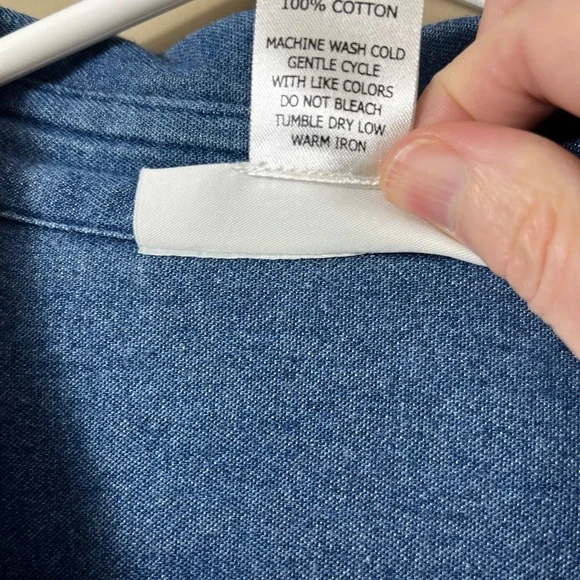 100% COTTON
MACHINE WASH COLD
GENTLE CYCLE
WITH LIKE COLORS
DO NOT BLEACH
TUMBLE DRY LOW
WARM IRON